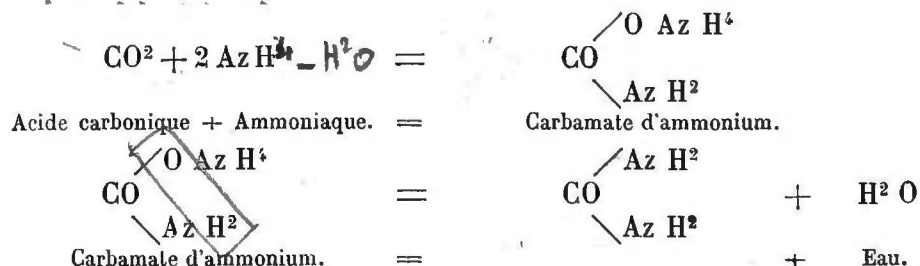 O Az H⁴
CO² + 2 Az H – H²O = CO
Az H²
Acide carbonique + Ammoniaque. = Carbamate d'ammonium.
O Az H⁴ Az H²
CO = CO + H² O
Az H² Az H²
Carbamate d'ammonium. = + Eau.